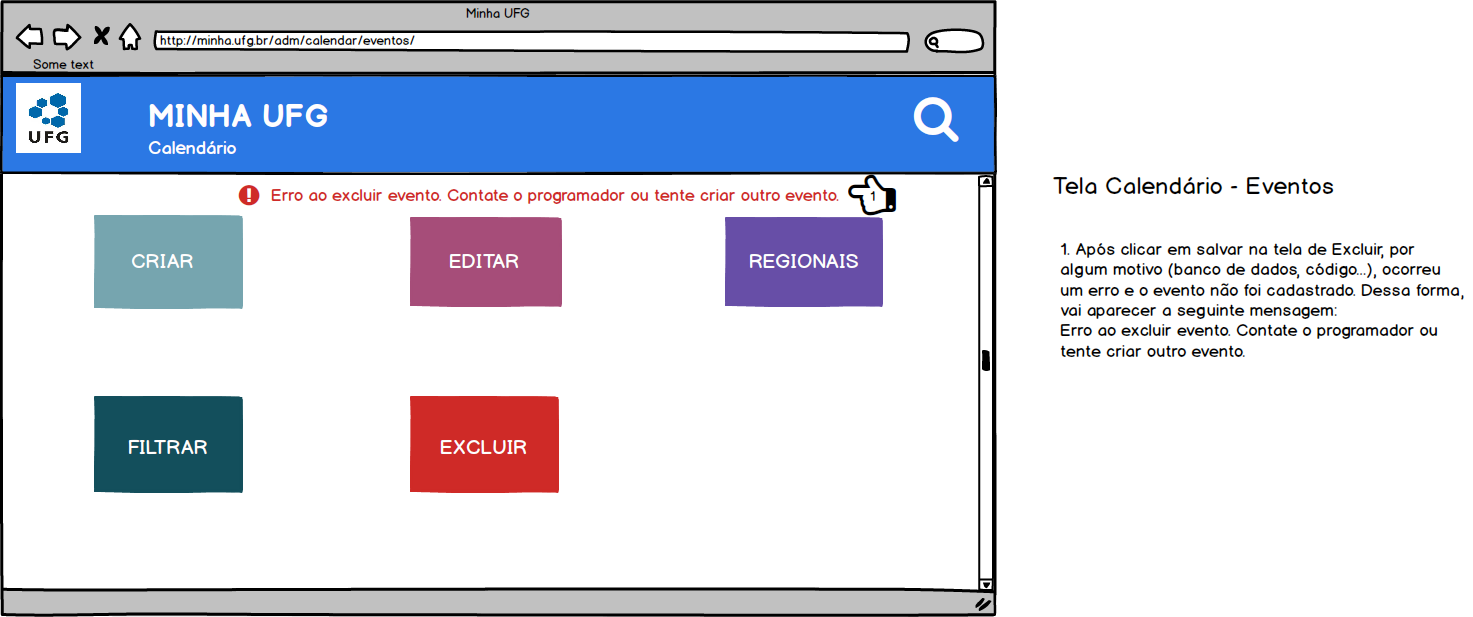 Minha UFG
http://minha.ufg.br/adm/calendar/eventos/
Some text
UFG
MINHA UFG
Calendário
Erro ao excluir evento. Contate o programador ou tente criar outro evento.
1
CRIAR
EDITAR
REGIONAIS
FILTRAR
EXCLUIR
Tela Calendário - Eventos
1. Após clicar em salvar na tela de Excluir, por
algum motivo (banco de dados, código...), ocorreu
um erro e o evento não foi cadastrado. Dessa forma,
vai aparecer a seguinte mensagem:
Erro ao excluir evento. Contate o programador ou
tente criar outro evento.